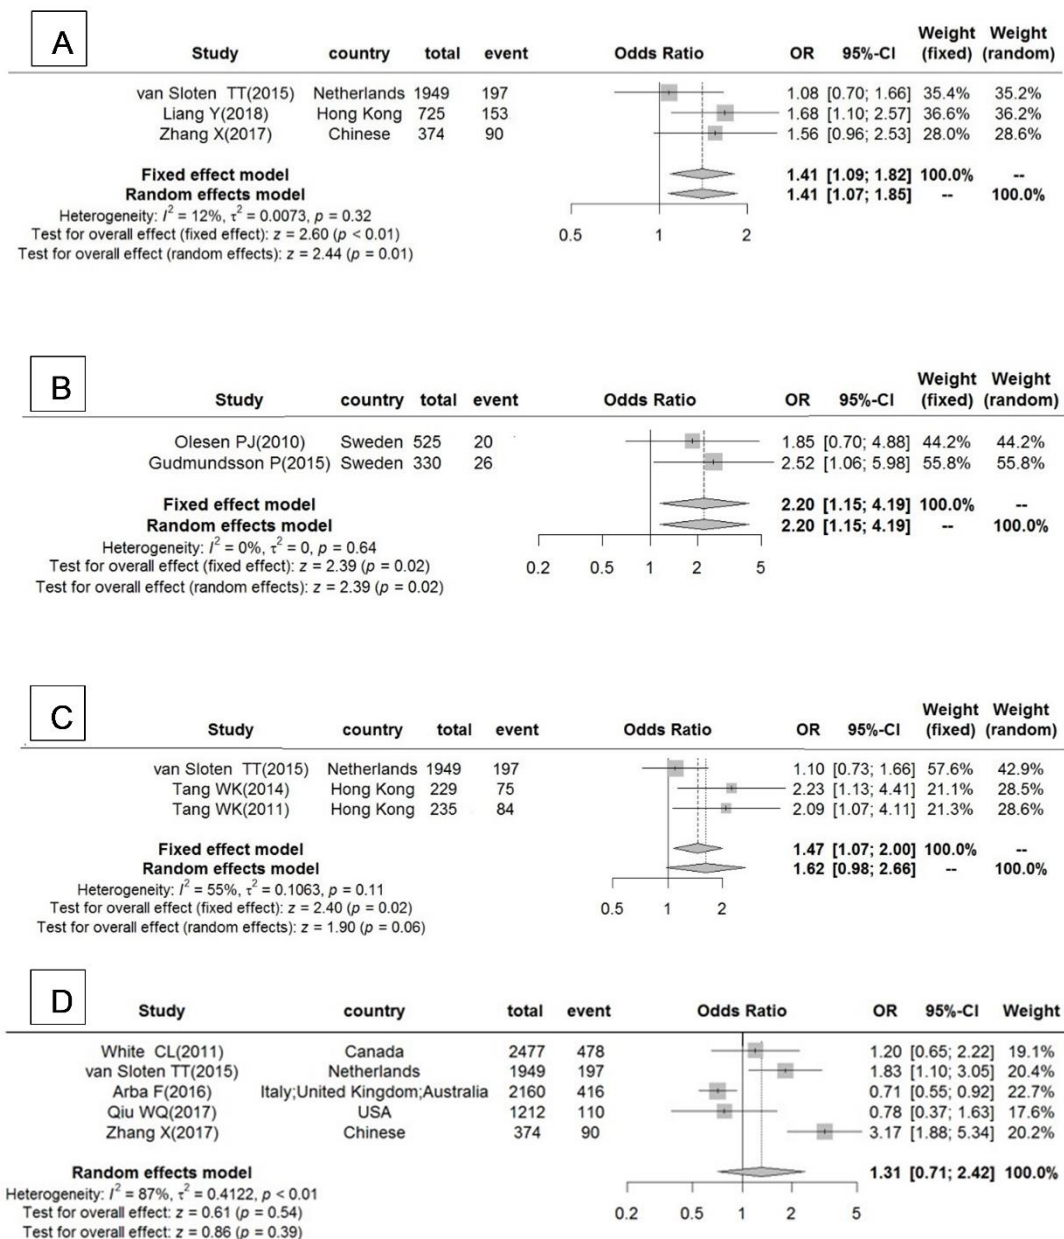 A
Study country total event Odds Ratio OR 95%-CI Weight (fixed) Weight (random)
van Sloten TT(2015) Netherlands 1949 197 1.08 [0.70; 1.66] 35.4% 35.2%
Liang Y(2018) Hong Kong 725 153 1.68 [1.10; 2.57] 36.6% 36.2%
Zhang X(2017) Chinese 374 90 1.56 [0.96; 2.53] 28.0% 28.6%
Fixed effect model 1.41 [1.09; 1.82] 100.0% --
Random effects model 1.41 [1.07; 1.85] -- 100.0%
Heterogeneity: I² = 12%, τ² = 0.0073, p = 0.32
Test for overall effect (fixed effect): z = 2.60 (p < 0.01)
Test for overall effect (random effects): z = 2.44 (p = 0.01)
0.5 1 2
B
Study country total event Odds Ratio OR 95%-CI Weight (fixed) Weight (random)
Olesen PJ(2010) Sweden 525 20 1.85 [0.70; 4.88] 44.2% 44.2%
Gudmundsson P(2015) Sweden 330 26 2.52 [1.06; 5.98] 55.8% 55.8%
Fixed effect model 2.20 [1.15; 4.19] 100.0% --
Random effects model 2.20 [1.15; 4.19] -- 100.0%
Heterogeneity: I² = 0%, τ² = 0, p = 0.64
Test for overall effect (fixed effect): z = 2.39 (p = 0.02)
Test for overall effect (random effects): z = 2.39 (p = 0.02)
0.2 0.5 1 2 5
C
Study country total event Odds Ratio OR 95%-CI Weight (fixed) Weight (random)
van Sloten TT(2015) Netherlands 1949 197 1.10 [0.73; 1.66] 57.6% 42.9%
Tang WK(2014) Hong Kong 229 75 2.23 [1.13; 4.41] 21.1% 28.5%
Tang WK(2011) Hong Kong 235 84 2.09 [1.07; 4.11] 21.3% 28.6%
Fixed effect model 1.47 [1.07; 2.00] 100.0% --
Random effects model 1.62 [0.98; 2.66] -- 100.0%
Heterogeneity: I² = 55%, τ² = 0.1063, p = 0.11
Test for overall effect (fixed effect): z = 2.40 (p = 0.02)
Test for overall effect (random effects): z = 1.90 (p = 0.06)
0.5 1 2
D
Study country total event Odds Ratio OR 95%-CI Weight
White CL(2011) Canada 2477 478 1.20 [0.65; 2.22] 19.1%
van Sloten TT(2015) Netherlands 1949 197 1.83 [1.10; 3.05] 20.4%
Arba F(2016) Italy;United Kingdom;Australia 2160 416 0.71 [0.55; 0.92] 22.7%
Qiu WQ(2017) USA 1212 110 0.78 [0.37; 1.63] 17.6%
Zhang X(2017) Chinese 374 90 3.17 [1.88; 5.34] 20.2%
Random effects model 1.31 [0.71; 2.42] 100.0%
Heterogeneity: I² = 87%, τ² = 0.4122, p < 0.01
Test for overall effect: z = 0.61 (p = 0.54)
Test for overall effect: z = 0.86 (p = 0.39)
0.2 0.5 1 2 5